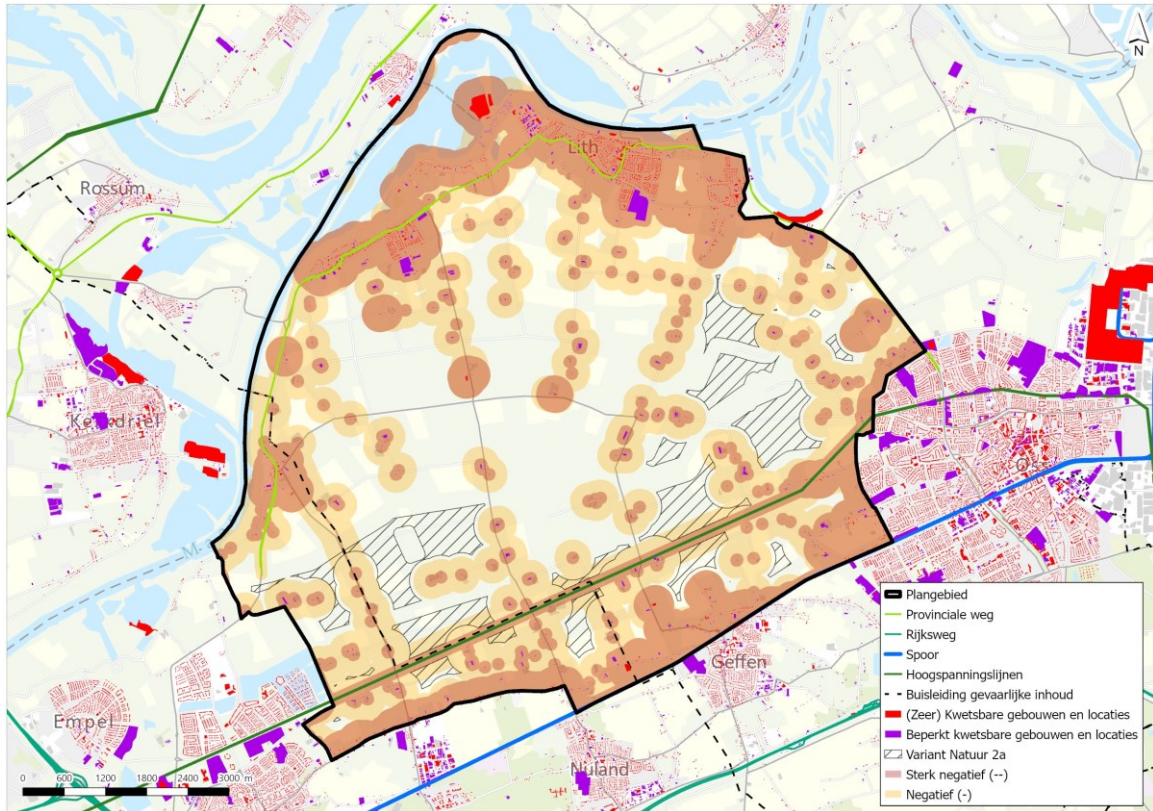 N
Lith
Rossum
Kerkdriel
Oss
M
Geffen
Empel
Nuland
0 600 1200 1800 2400 3000 m
Plangebied
Provinciale weg
Rijksweg
Spoor
Hoogspanningslijnen
Buisleiding gevaarlijke inhoud
(Zeer) Kwetsbare gebouwen en locaties
Beperkt kwetsbare gebouwen en locaties
Variant Natuur 2a
Sterk negatief (--)
Negatief (-)